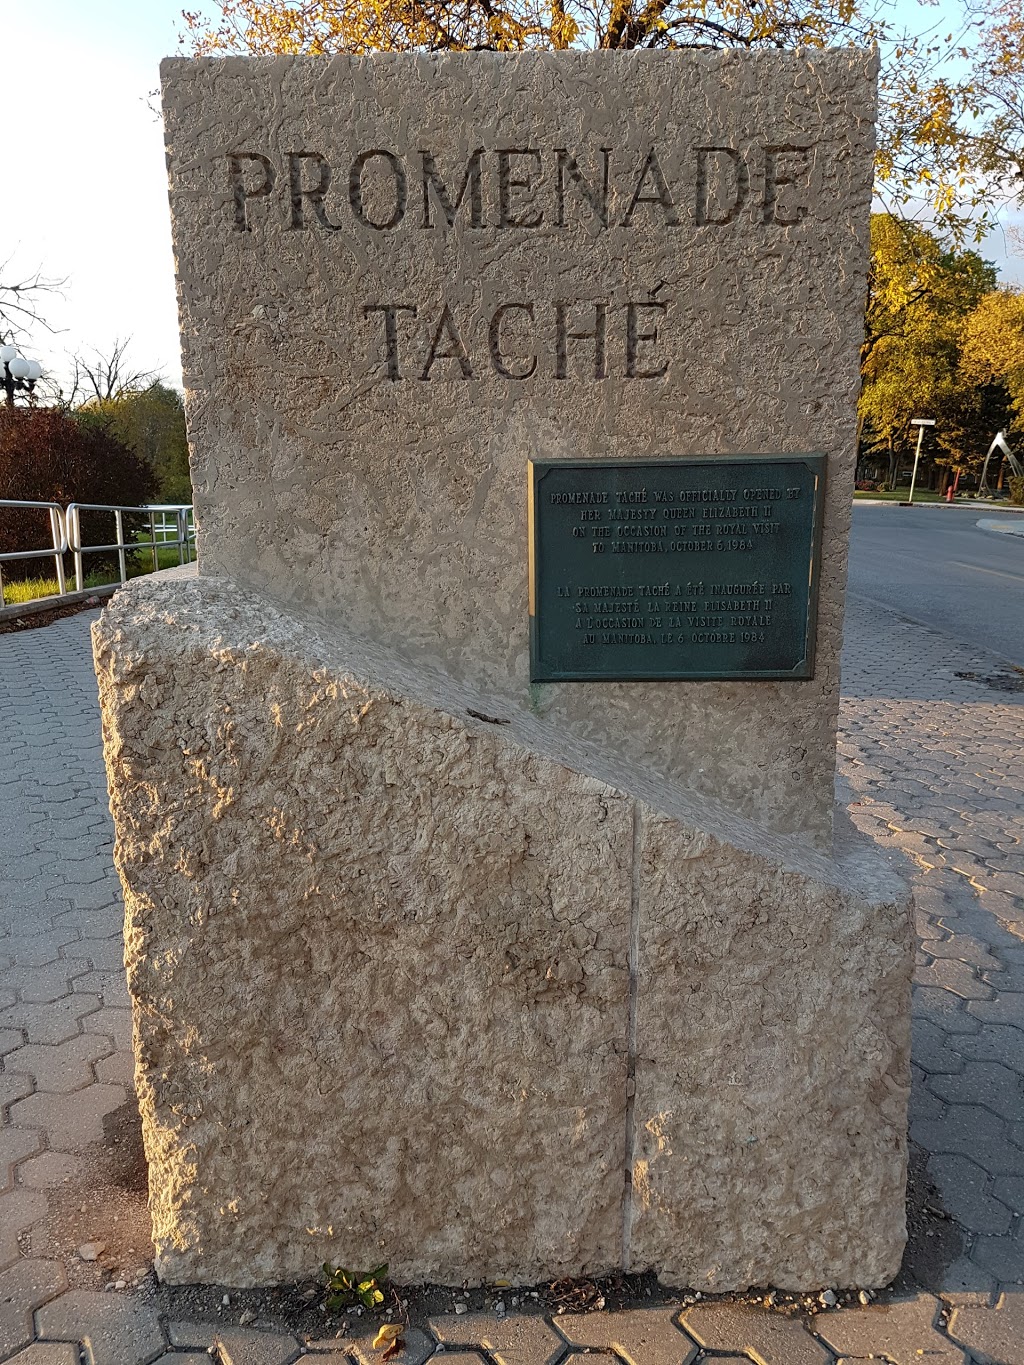 PROMENADE
TACHÉ
PROMENADE TACHÉ WAS OFFICIALLY OPENED BY
HER MAJESTY QUEEN ELIZABETH II
ON THE OCCASION OF THE ROYAL VISIT
TO MANITOBA, OCTOBER 6, 1984
LA PROMENADE TACHÉ A ÉTÉ INAUGURÉE PAR
SA MAJESTÉ LA REINE ELISABETH II
A L'OCCASION DE LA VISITE ROYALE
AU MANITOBA, LE 6 OCTOBRE 1984